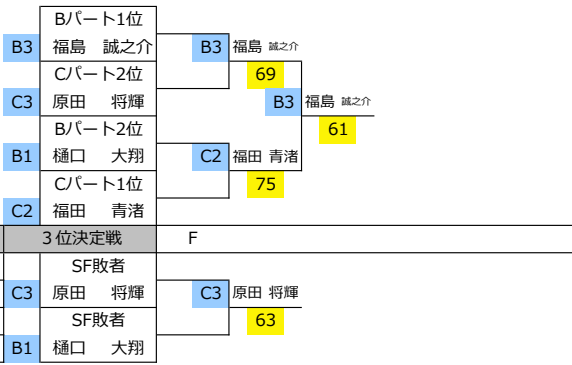 Bパート1位
B3 福島 誠之介 B3 福島 誠之介
Cパート2位 69
C3 原田 将輝 B3 福島 誠之介
Bパート2位 61
B1 樋口 大翔 C2 福田 青渚
Cパート1位 75
C2 福田 青渚
３位決定戦 F
SF敗者
C3 原田 将輝 C3 原田 将輝
SF敗者 63
B1 樋口 大翔